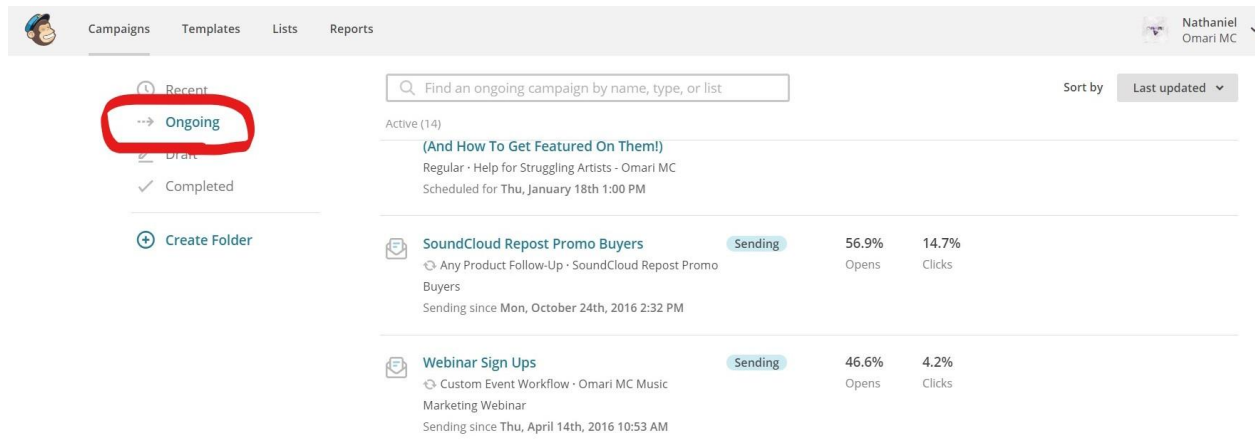 Campaigns Templates Lists Reports
Nathaniel
Omari MC
Recent
Ongoing
Draft
Completed
Create Folder
Find an ongoing campaign by name, type, or list
Sort by Last updated
Active (14)
(And How To Get Featured On Them!)
Regular · Help for Struggling Artists - Omari MC
Scheduled for Thu, January 18th 1:00 PM
SoundCloud Repost Promo Buyers Sending 56.9% 14.7%
Any Product Follow-Up · SoundCloud Repost Promo Opens Clicks
Buyers
Sending since Mon, October 24th, 2016 2:32 PM
Webinar Sign Ups Sending 46.6% 4.2%
Custom Event Workflow · Omari MC Music Opens Clicks
Marketing Webinar
Sending since Thu, April 14th, 2016 10:53 AM